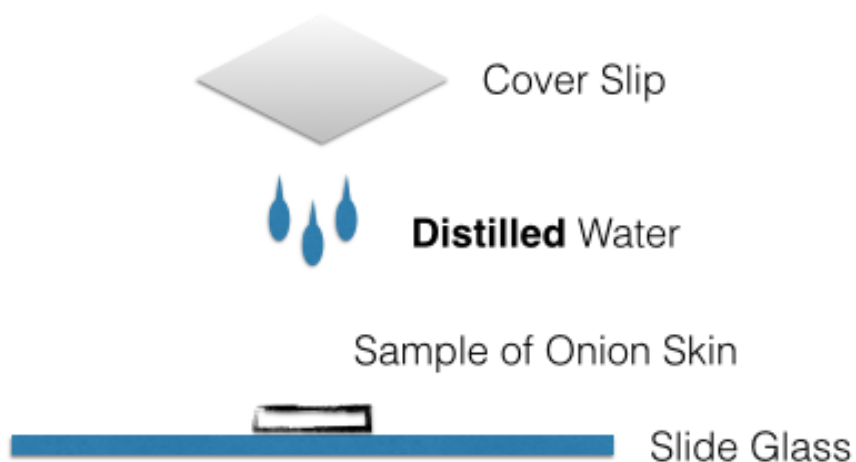 Cover Slip
Distilled Water
Sample of Onion Skin
Slide Glass